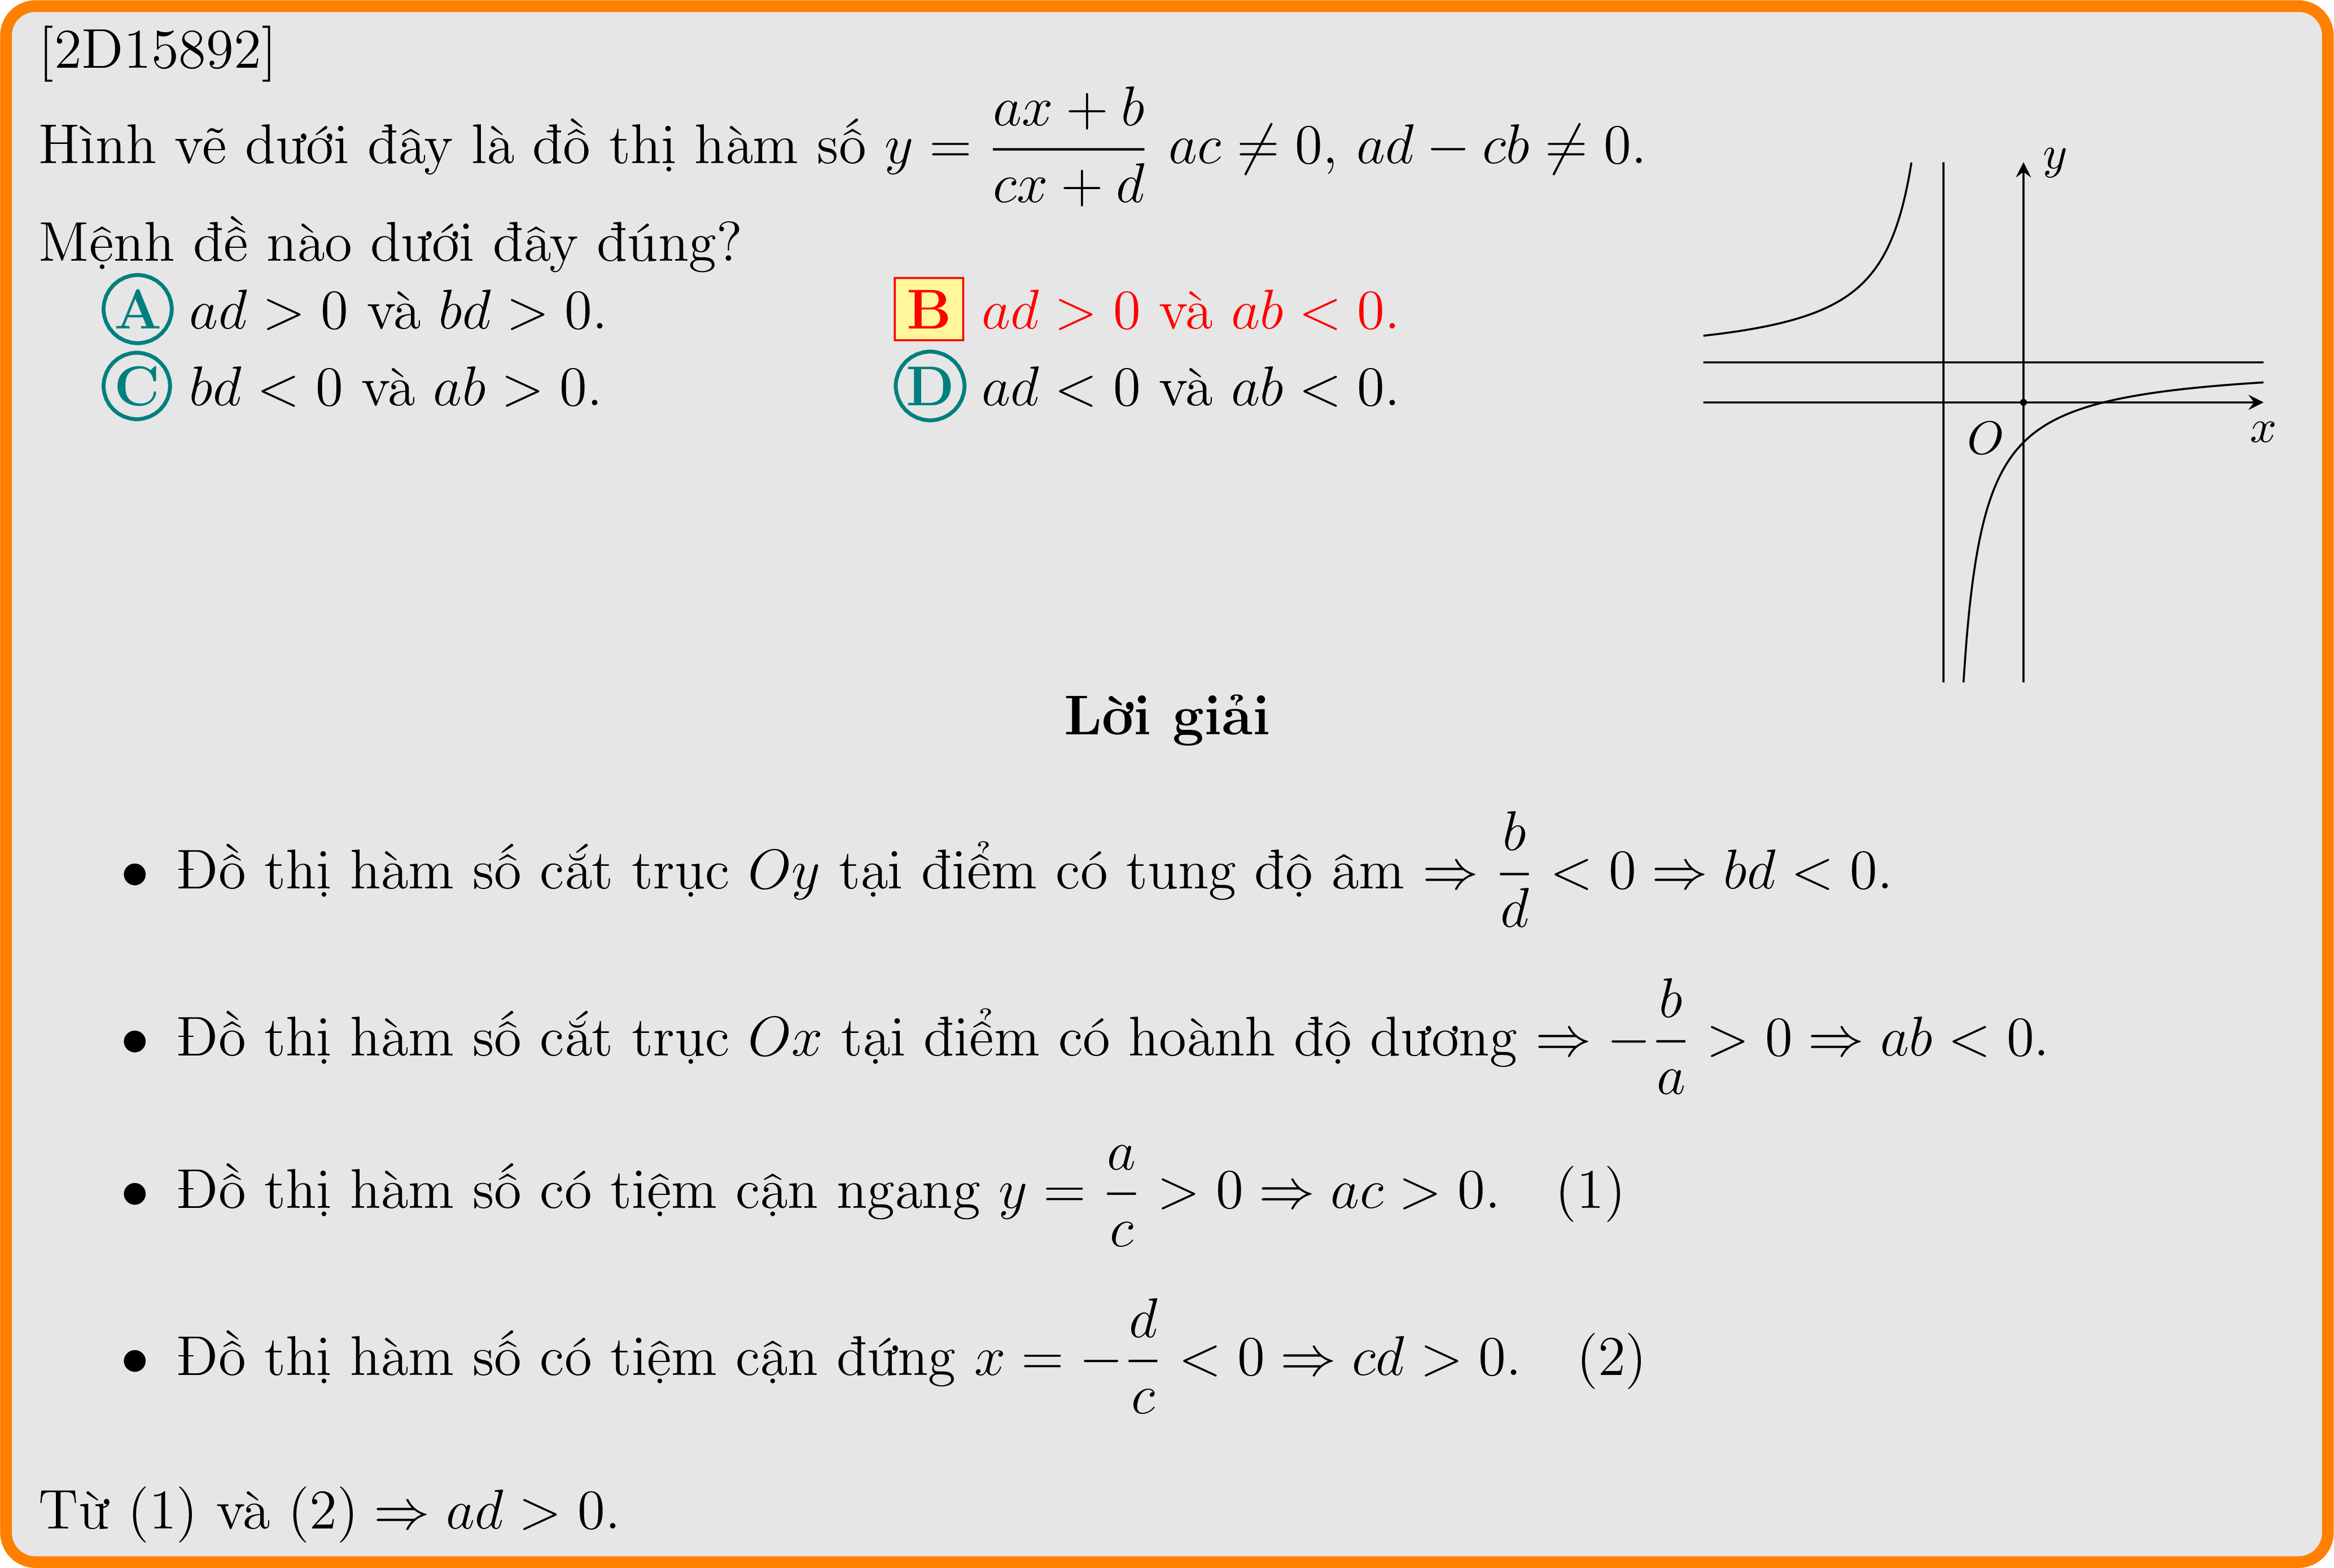 [2D15892]
Hình vẽ dưới đây là đồ thị hàm số $y = \dfrac{ax+b}{cx+d}$ $ac \neq 0$, $ad - cb \neq 0$.
Mệnh đề nào dưới đây đúng?
A $ad > 0$ và $bd > 0$.
B $ad > 0$ và $ab < 0$.
C $bd < 0$ và $ab > 0$.
D $ad < 0$ và $ab < 0$.
y
O
x
Lời giải
• Đồ thị hàm số cắt trục $Oy$ tại điểm có tung độ âm $\Rightarrow \dfrac{b}{d} < 0 \Rightarrow bd < 0$.
• Đồ thị hàm số cắt trục $Ox$ tại điểm có hoành độ dương $\Rightarrow -\dfrac{b}{a} > 0 \Rightarrow ab < 0$.
• Đồ thị hàm số có tiệm cận ngang $y = \dfrac{a}{c} > 0 \Rightarrow ac > 0$. (1)
• Đồ thị hàm số có tiệm cận đứng $x = -\dfrac{d}{c} < 0 \Rightarrow cd > 0$. (2)
Từ (1) và (2) $\Rightarrow ad > 0$.